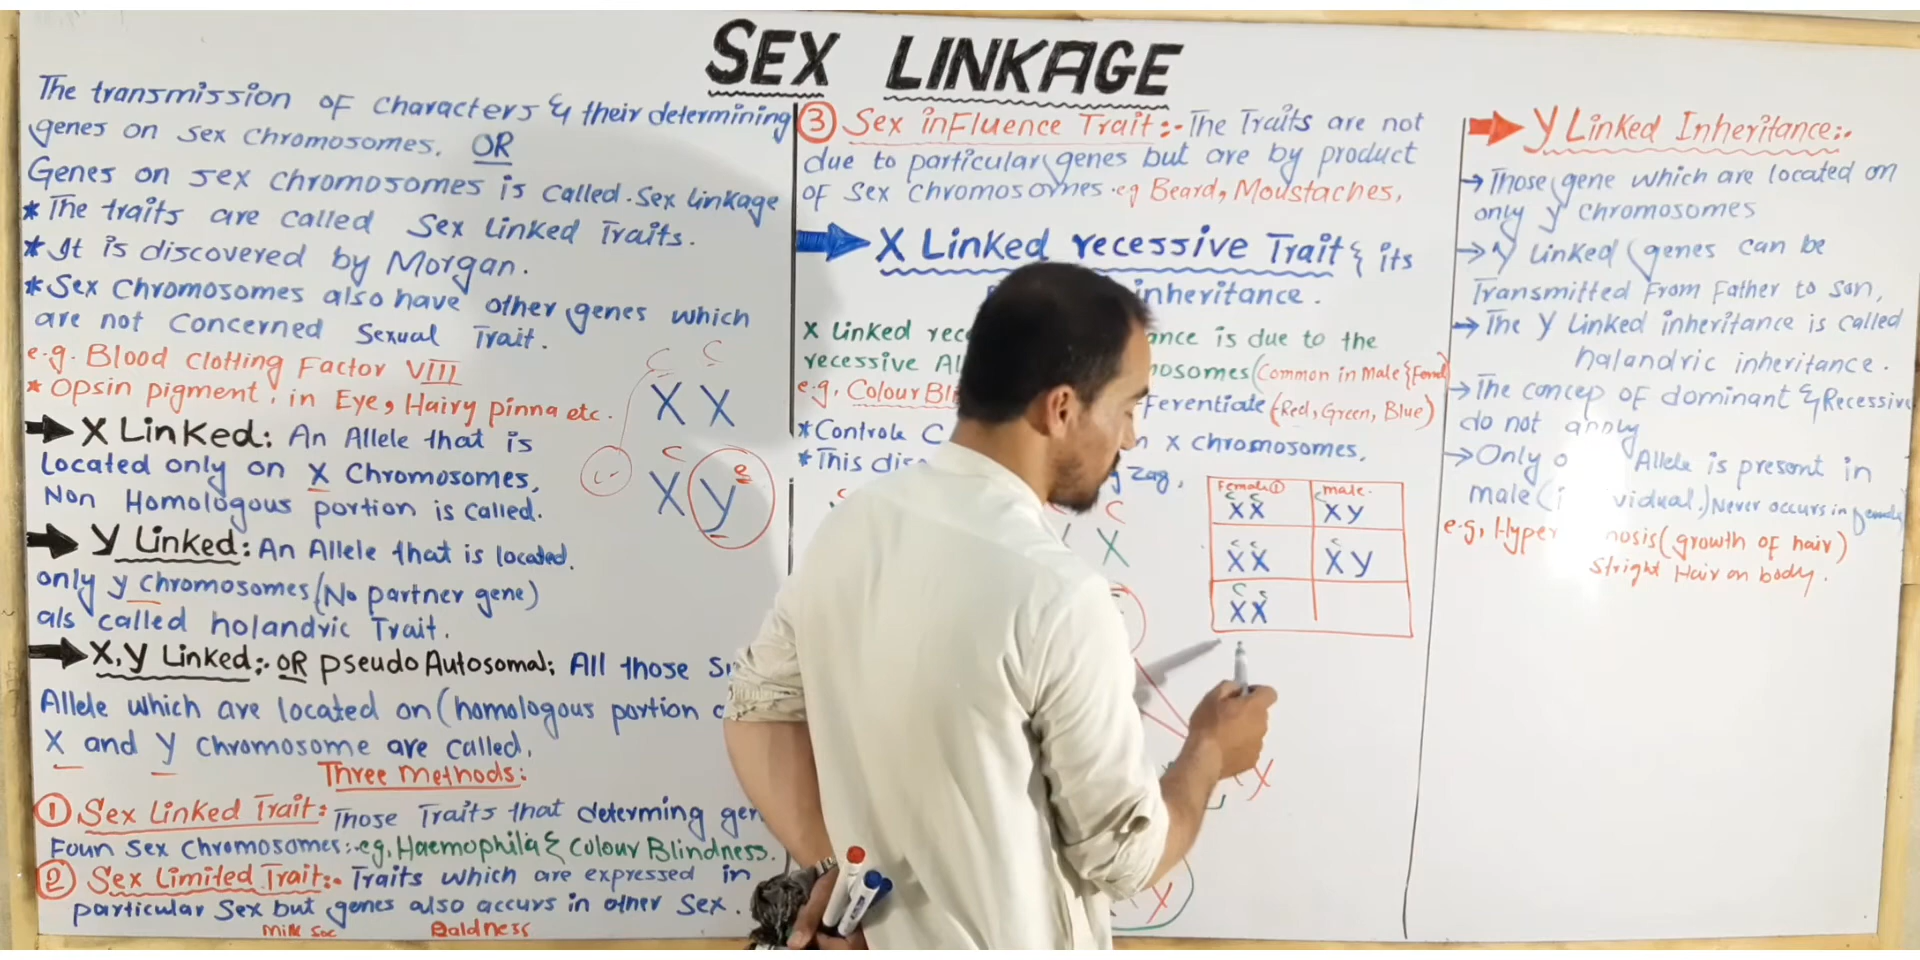 SEX LINKAGE
The transmission of characters & their determining
genes on sex chromosomes. OR
Genes on sex chromosomes is called. Sex linkage
* The traits are called Sex linked Traits.
* It is discovered by Morgan.
* Sex chromosomes also have other genes which
are not concerned Sexual Trait.
e.g. Blood Clotting Factor VIII
* Opsin pigment. in Eye, Hairy pinna etc.
X Linked: An Allele that is
Located only on X Chromosomes,
Non Homologous portion is called.
Y Linked: An Allele that is located.
only y chromosomes (No partner gene)
als called holandric Trait.
X,Y Linked:- OR pseudo Autosomal; All those
Allele which are located on (homologous portion
X and Y chromosome are called.
Three Methods:
① Sex Linked Trait: Those Traits that determing
Foun sex chromosomes:- eg, Haemophilia & Colour Blindness.
② Sex Limited Trait:- Traits which are expressed in
particular Sex but genes also accurs in other Sex.
Milk Baldness
C C
X X
C
X y
③ Sex inFluence Trait:- The Traits are not
due to particular genes but are by product
of Sex chromosomes. eg Beard, Moustaches,
X Linked recessive Trait & its
inheritance.
X Linked is due to the
recessive (Common in Male &
e.g, Colour (Red, Green, Blue)
* Controle X chromosomes.
* This Zag,
C
X
Female ① male.
C C C
XX XY
C C C
XX XY
C C
XX
X
X
Y Linked Inheritance:-
→ Those gene which are located on
only y chromosomes
→ Y linked genes can be
Transmitted From Father to son,
→ The Y linked inheritance is called
halandric inheritance.
→ The concep of dominant & Recessive
do not apply
→ Only Allele is present in
male Never occurs in female
e.g, Hyper (growth of hair)
Stright Hair on body.